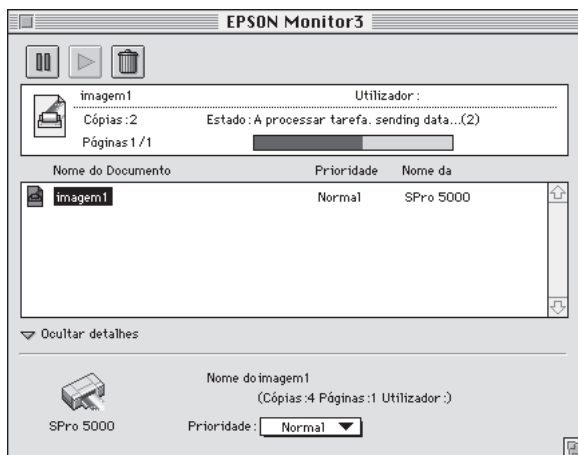 EPSON Monitor3
imagem1 Utilizador :
Cópias :2 Estado :A processar tarefa. sending data...(2)
Páginas 1 /1
Nome do Documento Prioridade Nome da
imagem1 Normal SPro 5000
Ocultar detalhes
Nome do imagem1
(Cópias :4 Páginas :1 Utilizador :)
SPro 5000 Prioridade : Normal